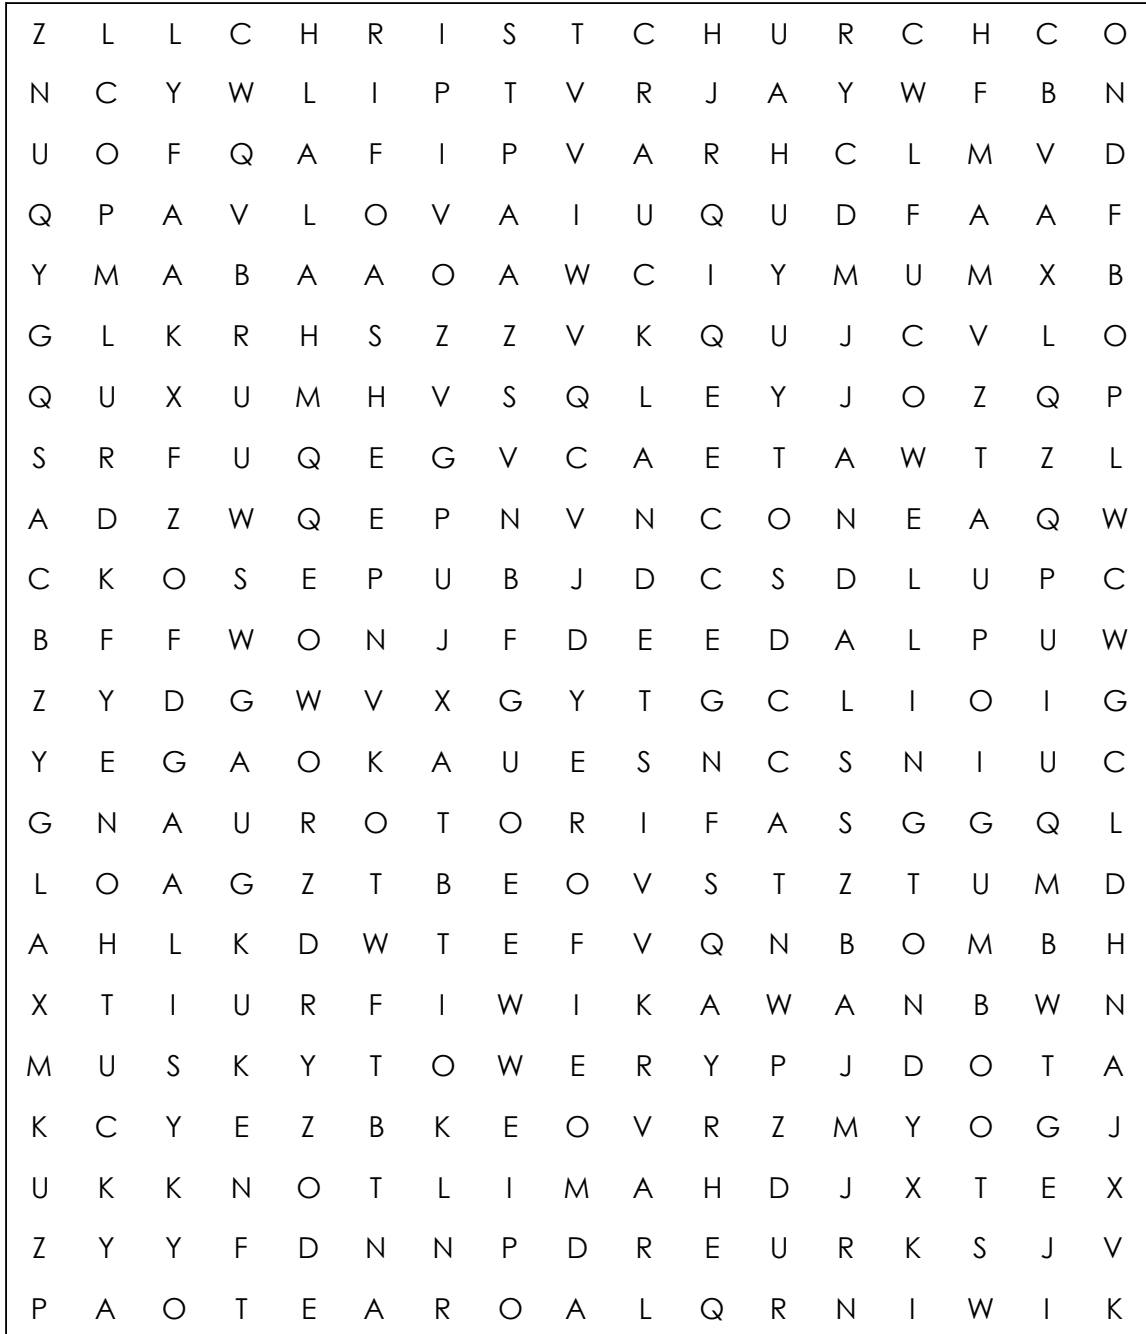 Z L L C H R I S T C H U R C H C O
N C Y W L I P T V R J A Y W F B N
U O F Q A F I P V A R H C L M V D
Q P A V L O V A I U Q U D F A A F
Y M A B A A O A W C I Y M U M X B
G L K R H S Z Z V K Q U J C V L O
Q U X U M H V S Q L E Y J O Z Q P
S R F U Q E G V C A E T A W T Z L
A D Z W Q E P N V N C O N E A Q W
C K O S E P U B J D C S D L U P C
B F F W O N J F D E E D A L P U W
Z Y D G W V X G Y T G C L I O I G
Y E G A O K A U E S N C S N I U C
G N A U R O T O R I F A S G G Q L
L O A G Z T B E O V S T Z T U M D
A H L K D W T E F V Q N B O M B H
X T I U R F I W I K A W A N B W N
M U S K Y T O W E R Y P J D O T A
K C Y E Z B K E O V R Z M Y O G J
U K K N O T L I M A H D J X T E X
Z Y Y F D N N P D R E U R K S J V
P A O T E A R O A L Q R N I W I K